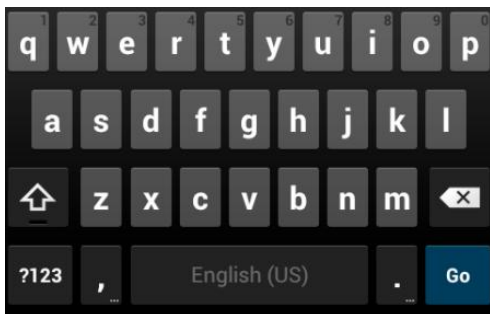 1 2 3 4 5 6 7 8 9 0
q w e r t y u i o p
a s d f g h j k l
z x c v b n m
?123 , ... English (US) . ... Go